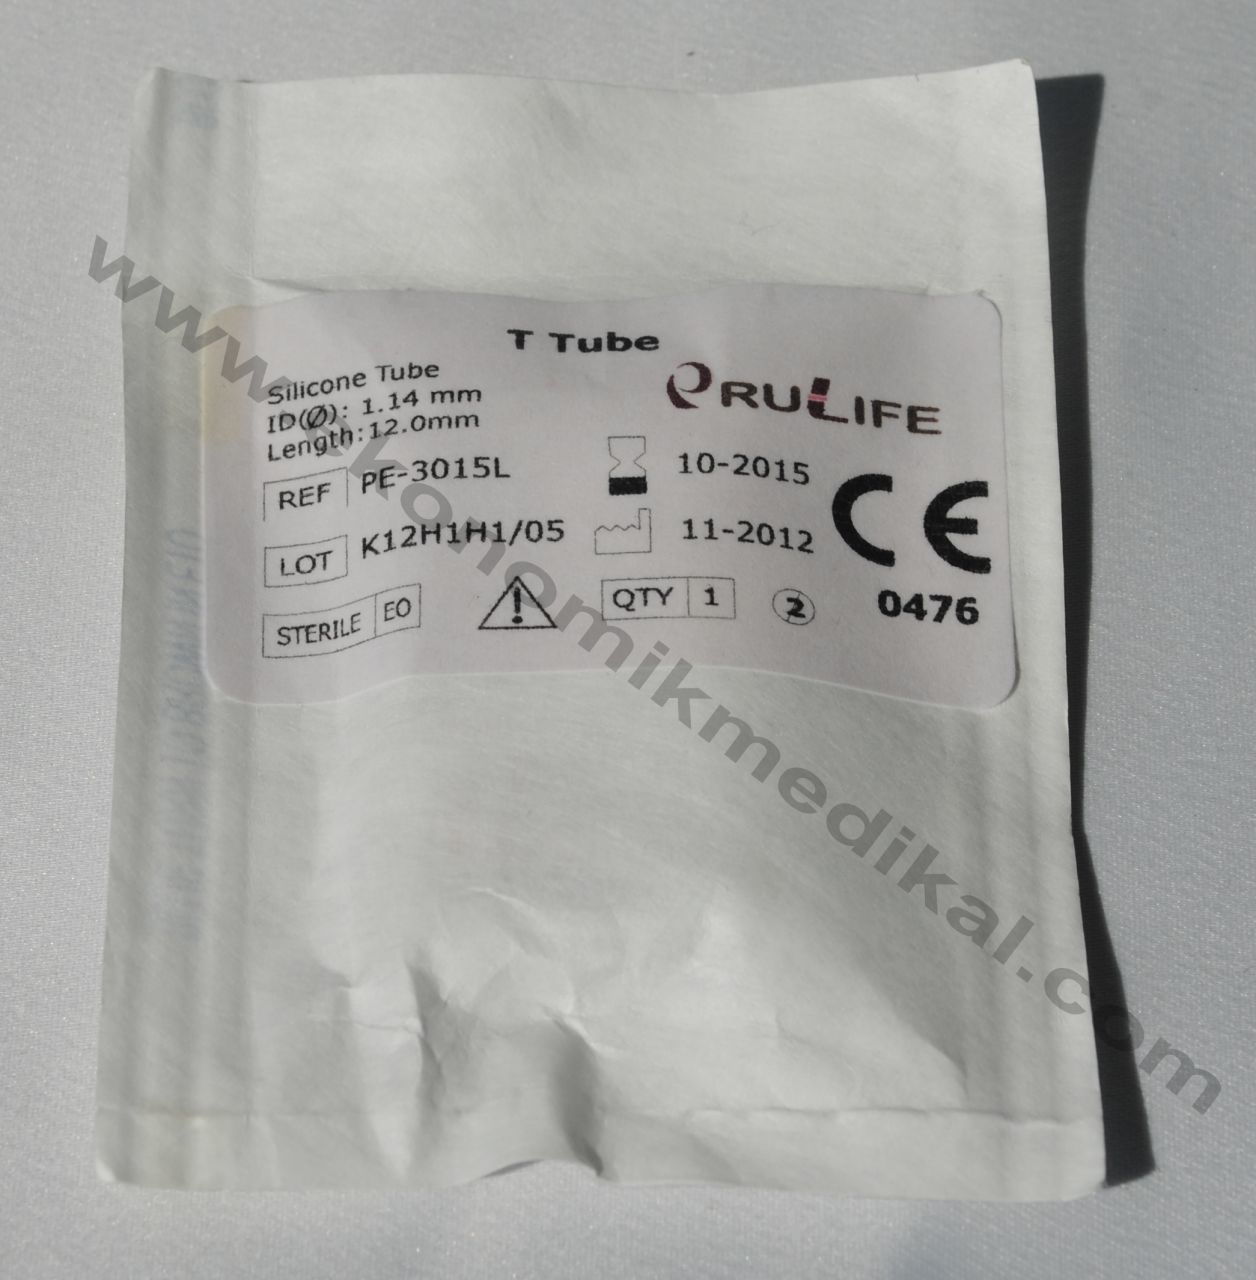 T Tube
Silicone Tube
ID(Ø): 1.14 mm
Length:12.0mm
PRULIFE
REF PE-3015L
10-2015
LOT K12H1H1/05
11-2012
CE
STERILE EO
QTY 1
2
0476
www.ekonomikmedikal.com